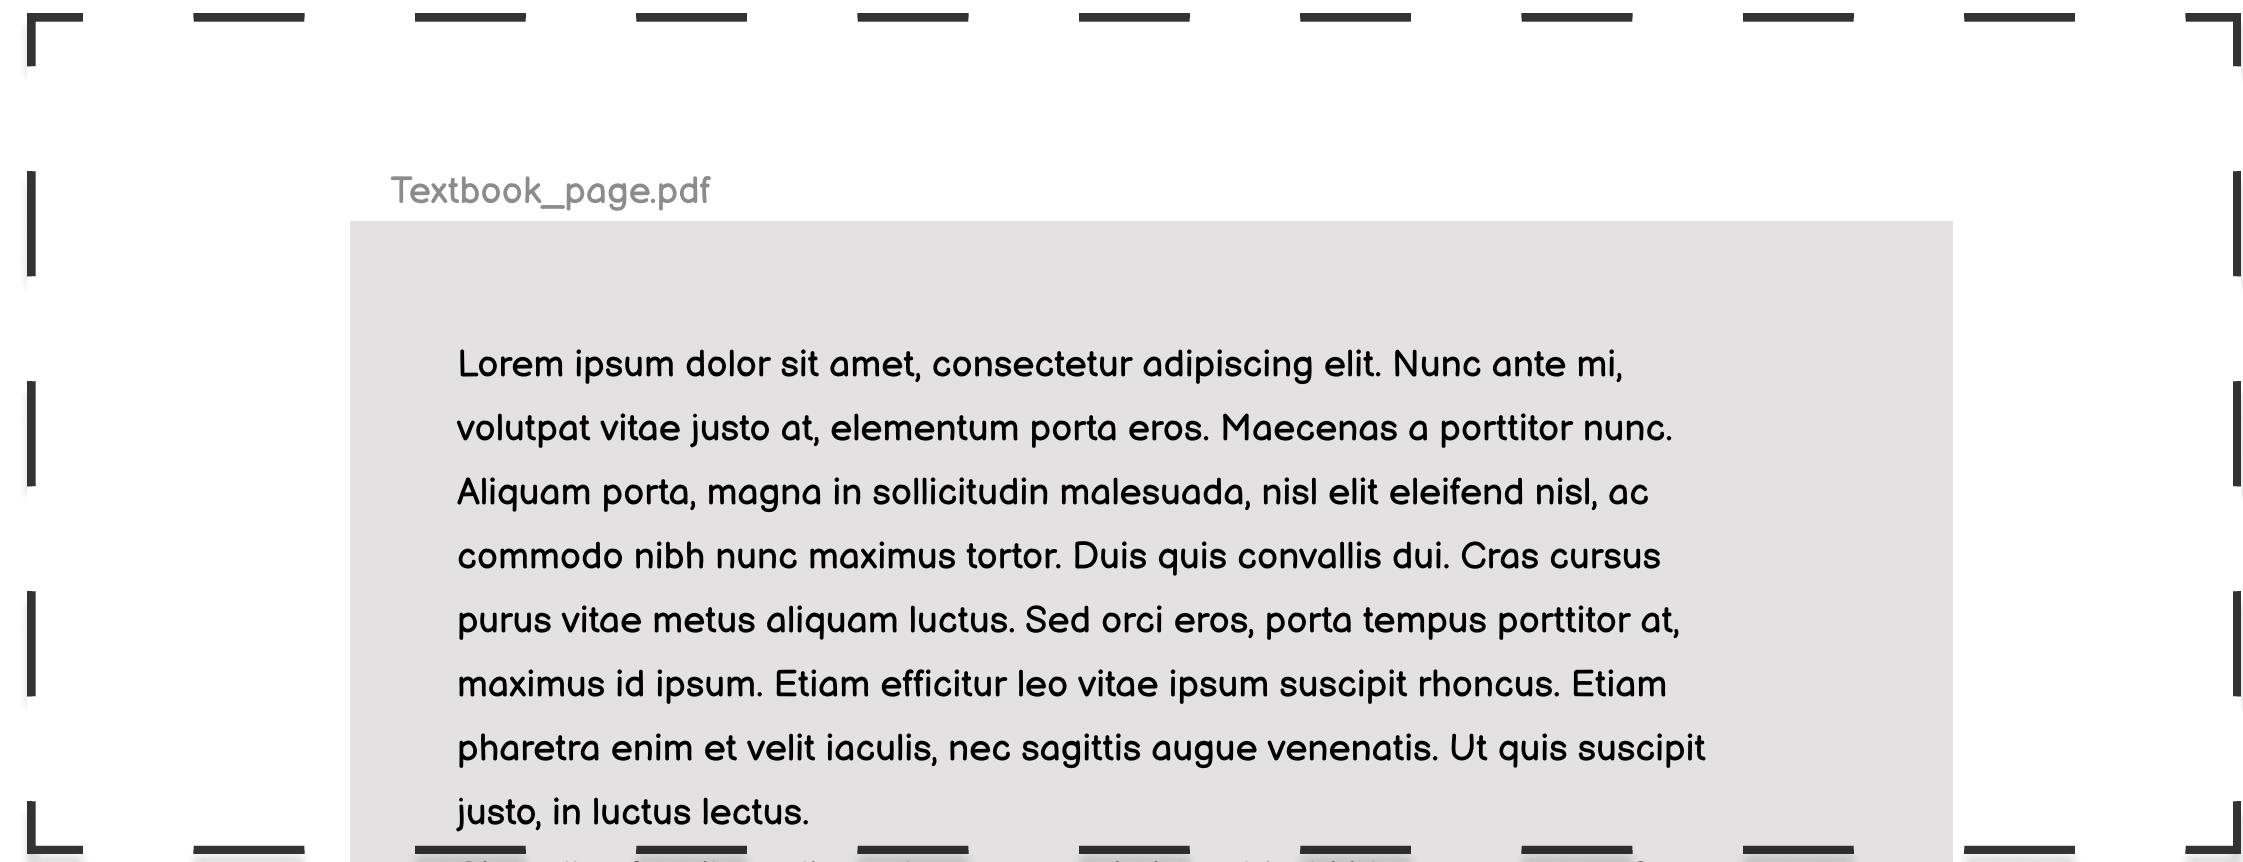 Textbook_page.pdf
Lorem ipsum dolor sit amet, consectetur adipiscing elit. Nunc ante mi,
volutpat vitae justo at, elementum porta eros. Maecenas a porttitor nunc.
Aliquam porta, magna in sollicitudin malesuada, nisl elit eleifend nisl, ac
commodo nibh nunc maximus tortor. Duis quis convallis dui. Cras cursus
purus vitae metus aliquam luctus. Sed orci eros, porta tempus porttitor at,
maximus id ipsum. Etiam efficitur leo vitae ipsum suscipit rhoncus. Etiam
pharetra enim et velit iaculis, nec sagittis augue venenatis. Ut quis suscipit
justo, in luctus lectus.